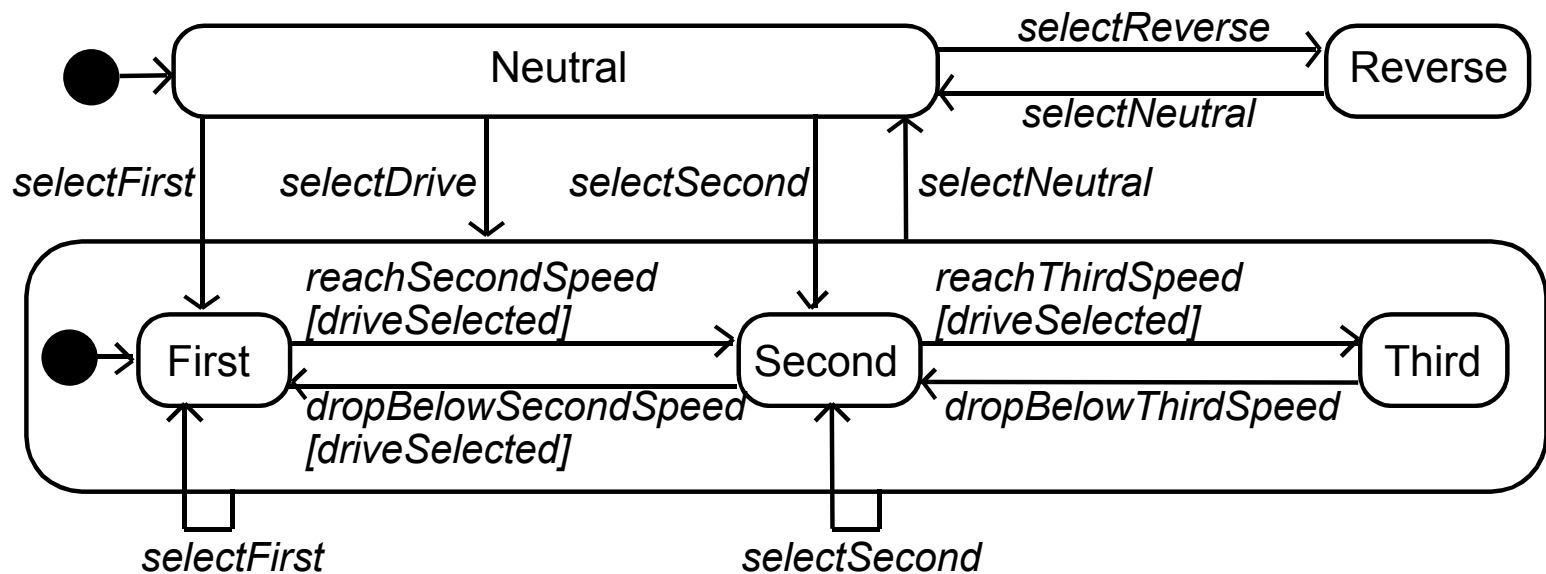 selectReverse
Neutral
Reverse
selectNeutral
selectFirst
selectDrive
selectSecond
selectNeutral
reachSecondSpeed
[driveSelected]
reachThirdSpeed
[driveSelected]
First
Second
Third
dropBelowSecondSpeed
[driveSelected]
dropBelowThirdSpeed
selectFirst
selectSecond